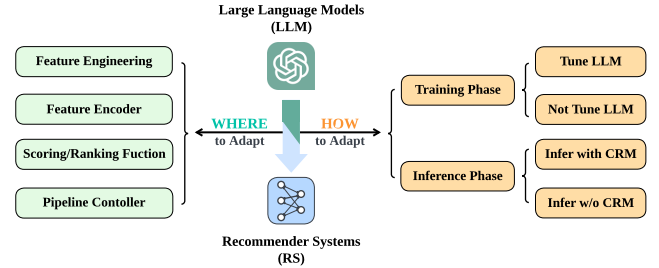 Large Language Models
(LLM)
Feature Engineering
Feature Encoder
Scoring/Ranking Fuction
Pipeline Contoller
WHERE
to Adapt
HOW
to Adapt
Training Phase
Inference Phase
Tune LLM
Not Tune LLM
Infer with CRM
Infer w/o CRM
Recommender Systems
(RS)